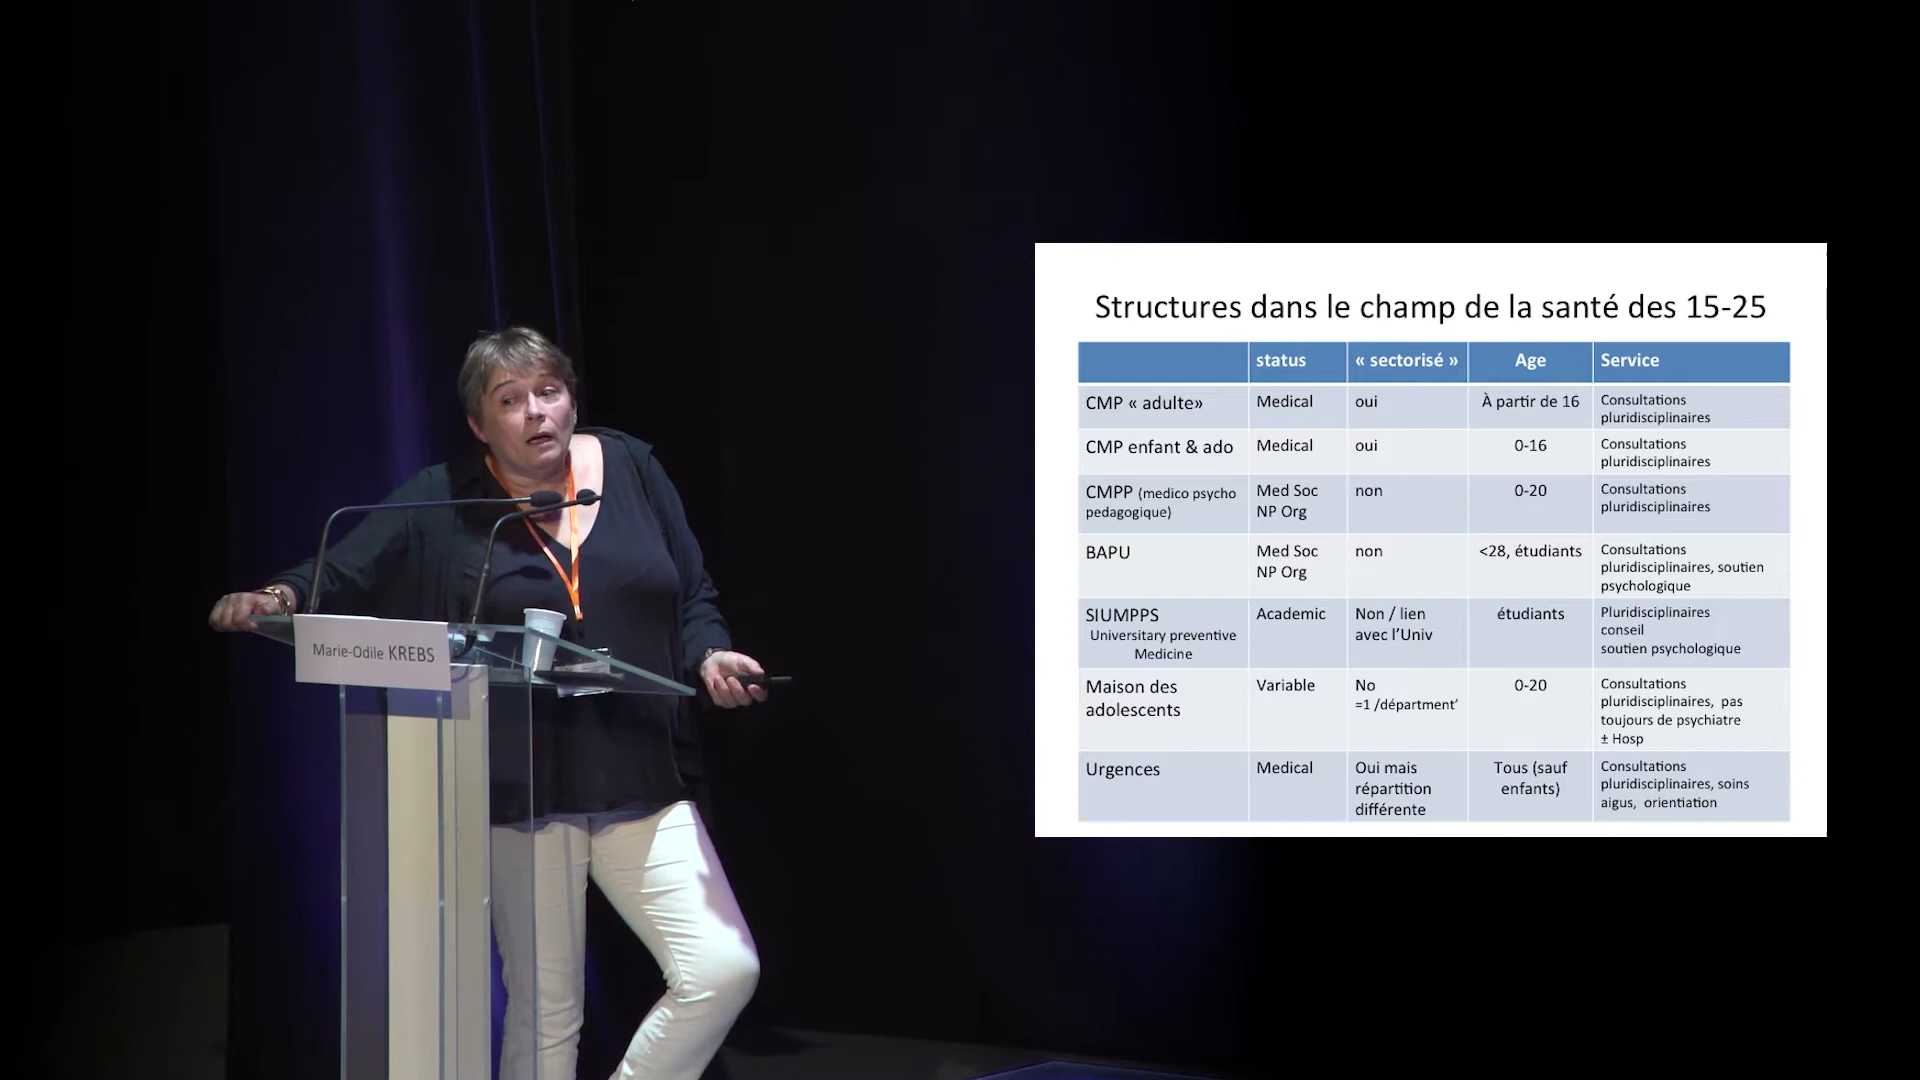 Marie-Odile KREBS
Structures dans le champ de la santé des 15-25
status « sectorisé » Age Service
CMP « adulte» Medical oui À partir de 16 Consultations
pluridisciplinaires
CMP enfant & ado Medical oui 0-16 Consultations
pluridisciplinaires
CMPP (medico psycho Med Soc non 0-20 Consultations
pedagogique) NP Org pluridisciplinaires
BAPU Med Soc non <28, étudiants Consultations
NP Org pluridisciplinaires, soutien
psychologique
SIUMPPS Academic Non / lien étudiants Pluridisciplinaires
Universitary preventive avec l’Univ conseil
Medicine soutien psychologique
Maison des Variable No 0-20 Consultations
adolescents =1 /départment’ pluridisciplinaires, pas
toujours de psychiatre
± Hosp
Urgences Medical Oui mais Tous (sauf Consultations
répartition enfants) pluridisciplinaires, soins
différente aigus, orientiation